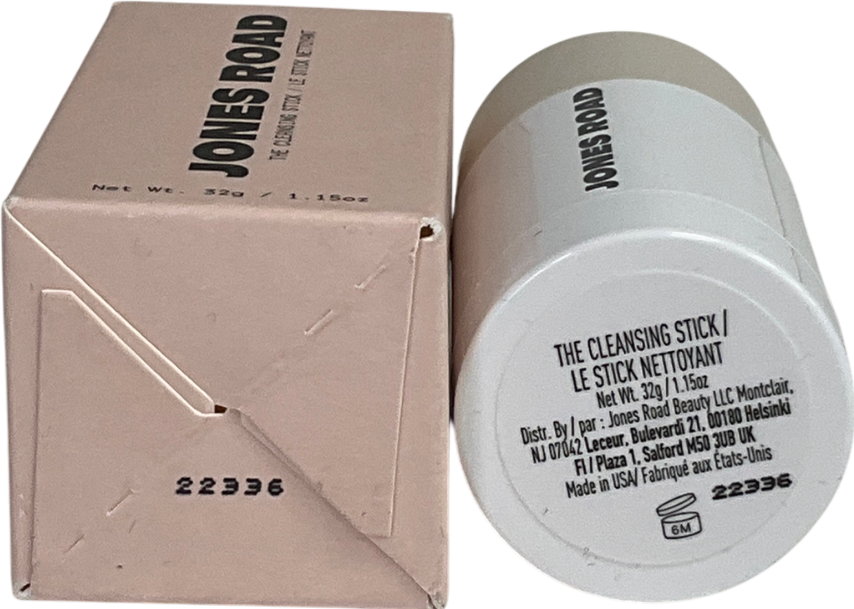 JONES ROAD
THE CLEANSING STICK / LE STICK NETTOYANT
Net Wt. 32g / 1.15oz
22336
JONES ROAD
THE CLEANSING STICK /
LE STICK NETTOYANT
Net Wt. 32g / 1.15oz
Distr. By / par : Jones Road Beauty LLC Montclair,
NJ 07042 Leceur, Bulevardi 21, 00180 Helsinki
FI / Plaza 1, Salford M50 3UB UK
Made in USA/ Fabriqué aux États-Unis
22336
6M